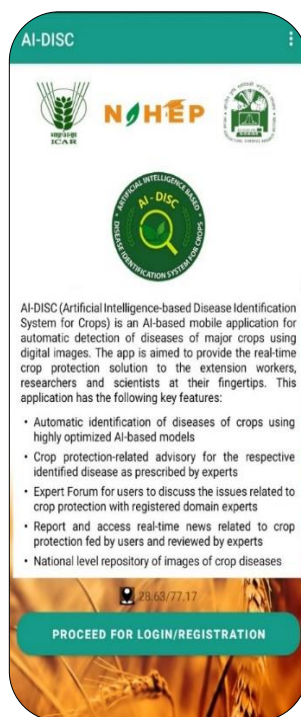 AI-DISC
ICAR
NAHEP
ARTIFICIAL INTELLIGENCE BASED
AI - DISC
DISEASE IDENTIFICATION SYSTEM FOR CROPS
AI-DISC (Artificial Intelligence-based Disease Identification
System for Crops) is an AI-based mobile application for
automatic detection of diseases of major crops using
digital images. The app is aimed to provide the real-time
crop protection solution to the extension workers,
researchers and scientists at their fingertips. This
application has the following key features:
• Automatic identification of diseases of crops using
highly optimized AI-based models
• Crop protection-related advisory for the respective
identified disease as prescribed by experts
• Expert Forum for users to discuss the issues related to
crop protection with registered domain experts
• Report and access real-time news related to crop
protection fed by users and reviewed by experts
• National level repository of images of crop diseases
28.63/77.17
PROCEED FOR LOGIN/REGISTRATION